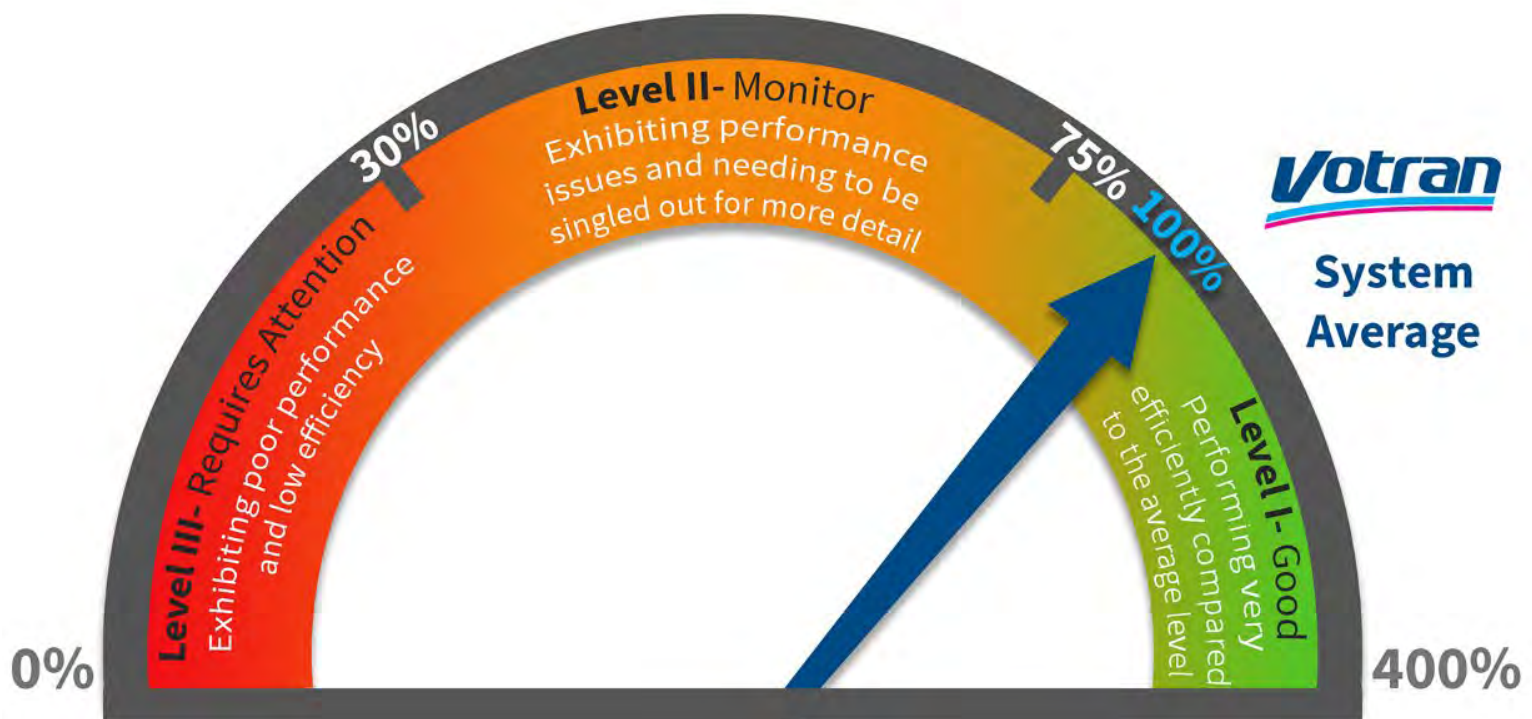 Level II- Monitor
Exhibiting performance
issues and needing to be
singled out for more detail
30%
75%
100%
Votran
System
Average
Level III- Requires Attention
Exhibiting poor performance
and low efficiency
Level I- Good
Performing very
efficiently compared
to the average level
0%
400%